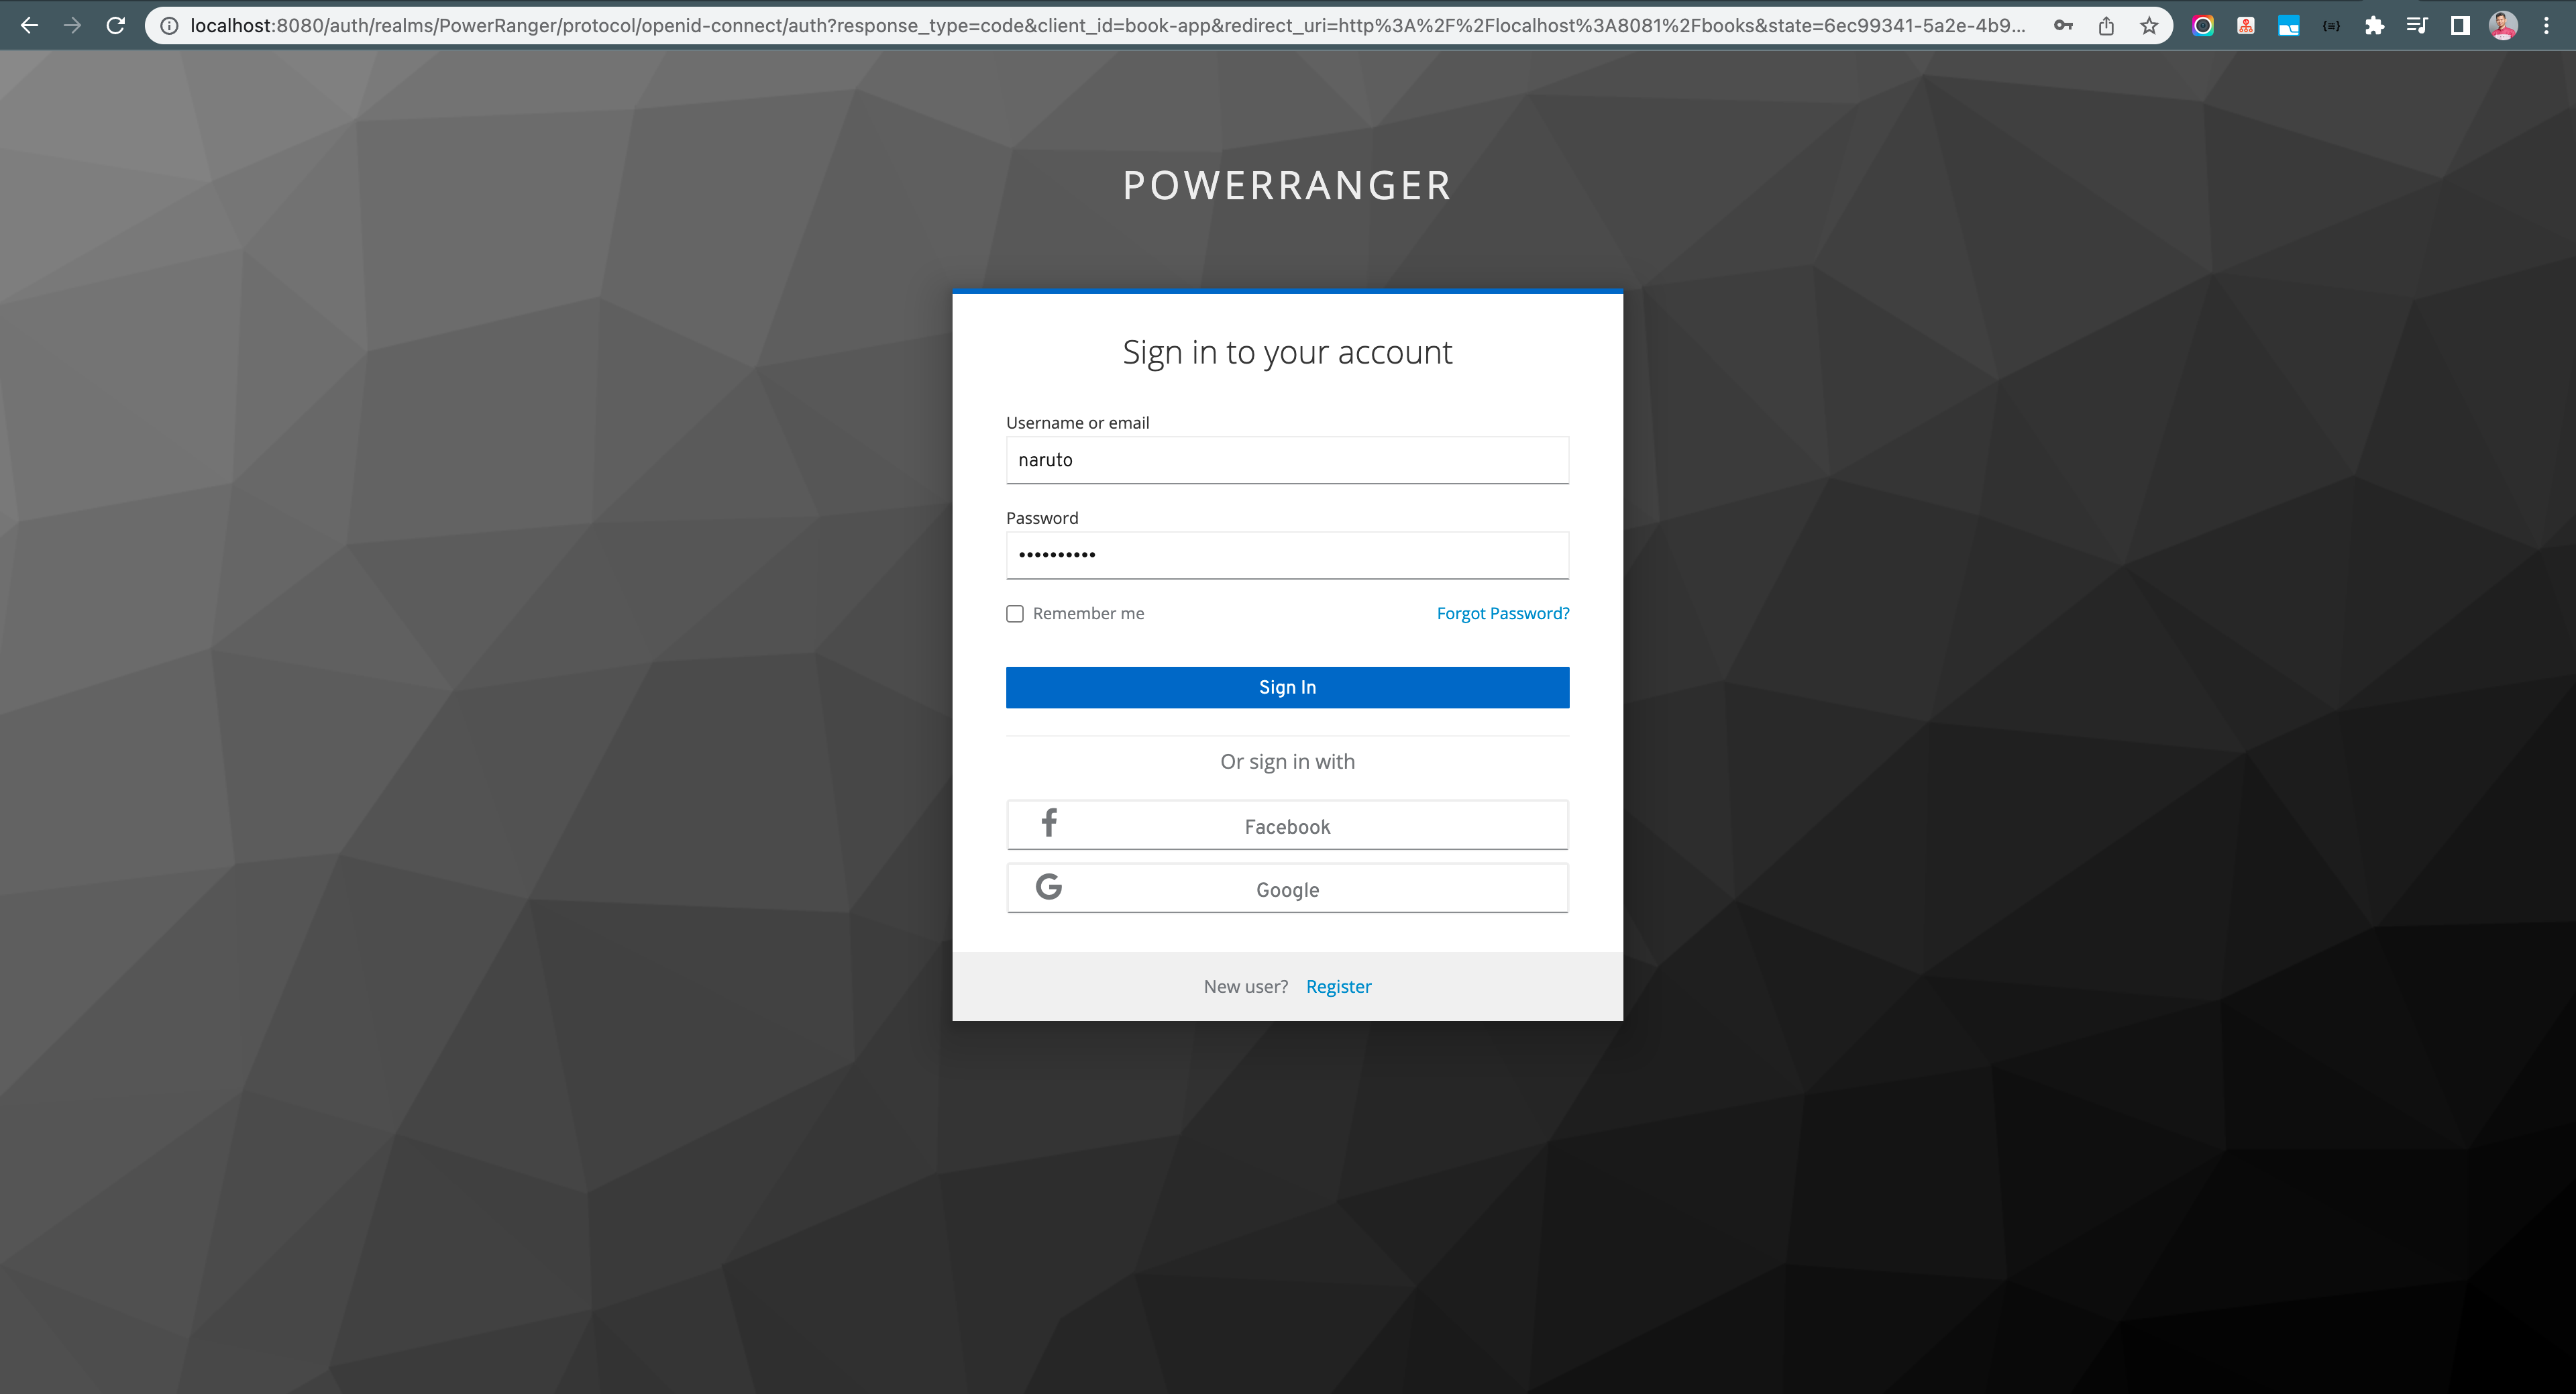 localhost:8080/auth/realms/PowerRanger/protocol/openid-connect/auth?response_type=code&client_id=book-app&redirect_uri=http%3A%2F%2Flocalhost%3A8081%2Fbooks&state=6ec99341-5a2e-4b9...
POWERRANGER
Sign in to your account
Username or email
naruto
Password
••••••••••
Remember me Forgot Password?
Sign In
Or sign in with
Facebook
Google
New user? Register